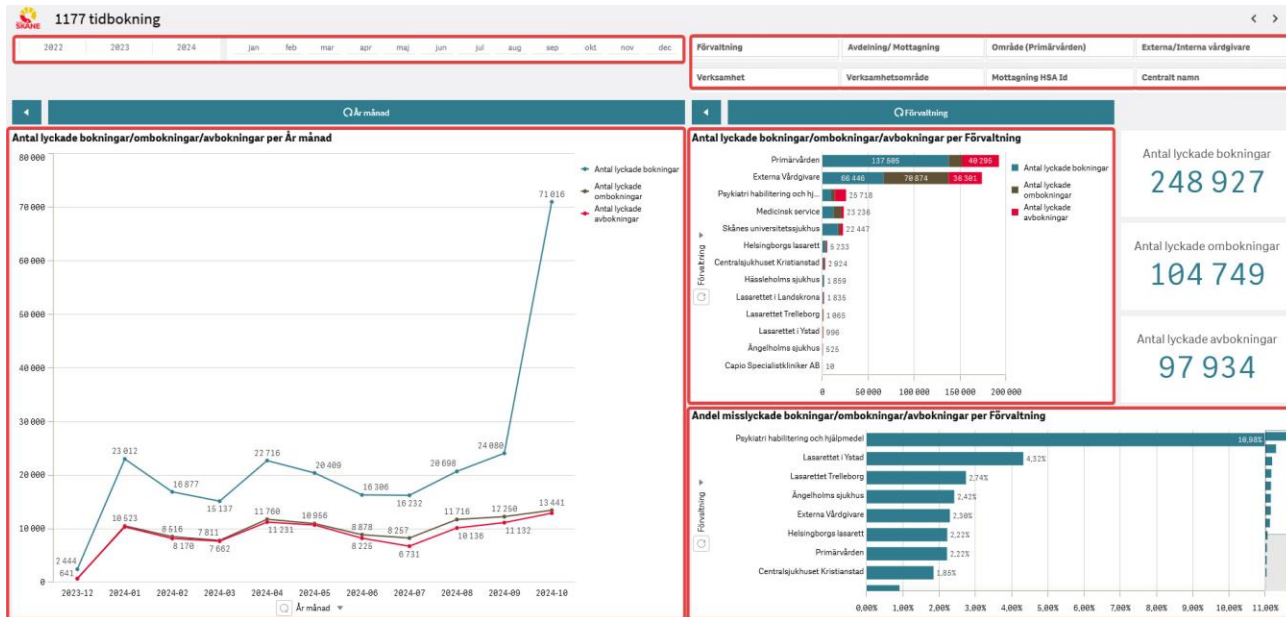 SKÅNE
1177 tidbokning
2022 2023 2024 jan feb mar apr maj jun jul aug sep okt nov dec
Förvaltning Avdelning/ Mottagning Område (Primärvården) Externa/Interna vårdgivare
Verksamhet Verksamhetsområde Mottagning HSA Id Centralt namn
År månad
Antal lyckade bokningar/ombokningar/avbokningar per År månad
80 000
70 000
60 000
50 000
40 000
30 000
20 000
10 000
0
71 016
23 012
16 877
15 137
22 716
20 409
16 306
16 232
20 698
24 080
2 444
641
10 523
8 516
8 170
7 811
7 662
11 760
11 231
10 956
8 878
8 225
8 257
6 731
11 716
10 136
12 250
11 132
13 441
2023-12 2024-01 2024-02 2024-03 2024-04 2024-05 2024-06 2024-07 2024-08 2024-09 2024-10
År månad
Antal lyckade bokningar
Antal lyckade
ombokningar
Antal lyckade
avbokningar
Förvaltning
Antal lyckade bokningar/ombokningar/avbokningar per Förvaltning
Förvaltning
Primärvården 137 505 40 295
Externa Vårdgivare 66 446 70 874 36 301
Psykiatri habilitering och hj... 25 718
Medicinsk service 23 236
Skånes universitetssjukhus 22 447
Helsingborgs lasarett 5 233
Centralsjukhuset Kristianstad 2 924
Hässleholms sjukhus 1 859
Lasarettet i Landskrona 1 835
Lasarettet Trelleborg 1 065
Lasarettet i Ystad 996
Ängelholms sjukhus 525
Capio Specialistkliniker AB 10
0 50 000 100 000 150 000 200 000
Antal lyckade bokningar
Antal lyckade
ombokningar
Antal lyckade
avbokningar
Antal lyckade bokningar
248 927
Antal lyckade ombokningar
104 749
Antal lyckade avbokningar
97 934
Andel misslyckade bokningar/ombokningar/avbokningar per Förvaltning
Förvaltning
Psykiatri habilitering och hjälpmedel 10,98%
Lasarettet i Ystad 4,32%
Lasarettet Trelleborg 2,74%
Ängelholms sjukhus 2,42%
Externa Vårdgivare 2,30%
Helsingborgs lasarett 2,22%
Primärvården 2,22%
Centralsjukhuset Kristianstad 1,85%
0,00% 1,00% 2,00% 3,00% 4,00% 5,00% 6,00% 7,00% 8,00% 9,00% 10,00% 11,00%